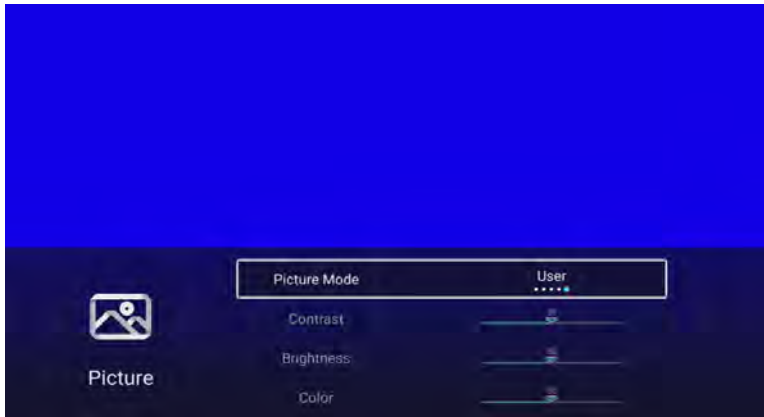 Picture Mode User
Contrast
Brightness
Color
Picture